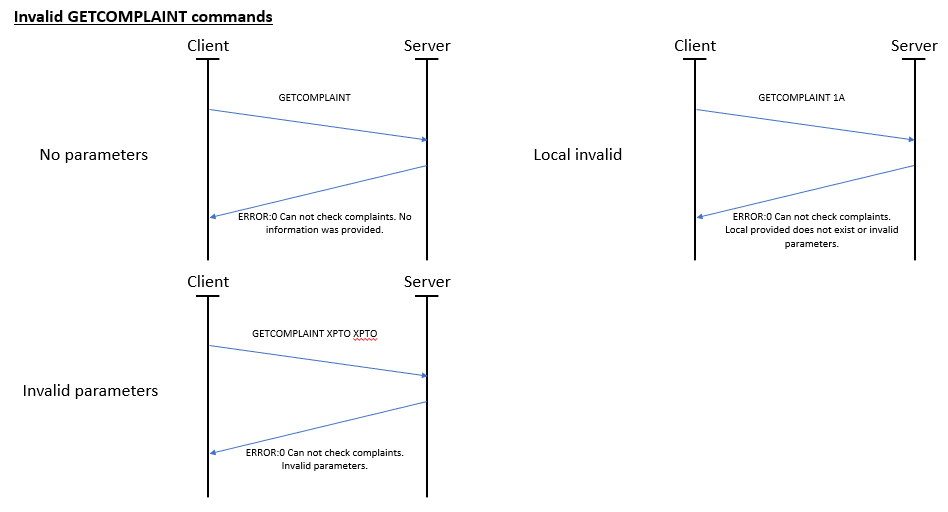 Invalid GETCOMPLAINT commands
Client
Server
GETCOMPLAINT
No parameters
ERROR:0 Can not check complaints. No
information was provided.
Client
Server
GETCOMPLAINT 1A
Local invalid
ERROR:0 Can not check complaints.
Local provided does not exist or invalid
parameters.
Client
Server
GETCOMPLAINT XPTO XPTO
Invalid parameters
ERROR:0 Can not check complaints.
Invalid parameters.